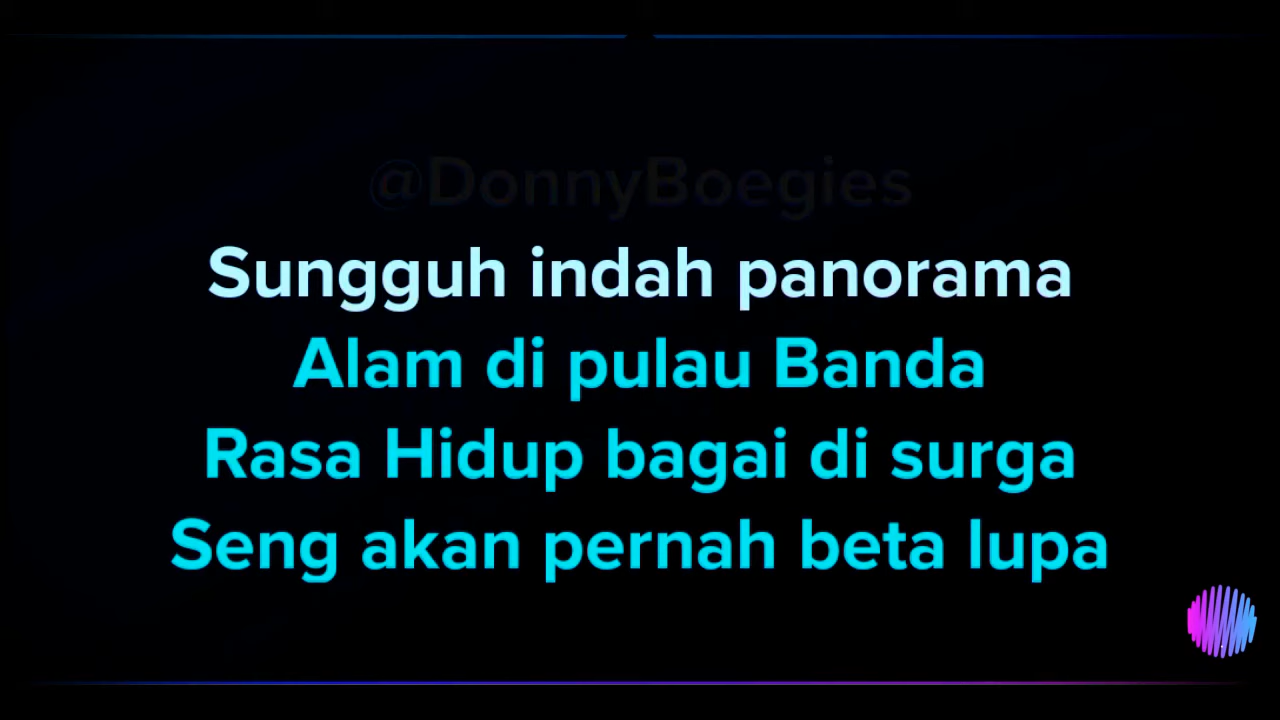 @DonnyBoegies
Sungguh indah panorama
Alam di pulau Banda
Rasa Hidup bagai di surga
Seng akan pernah beta lupa